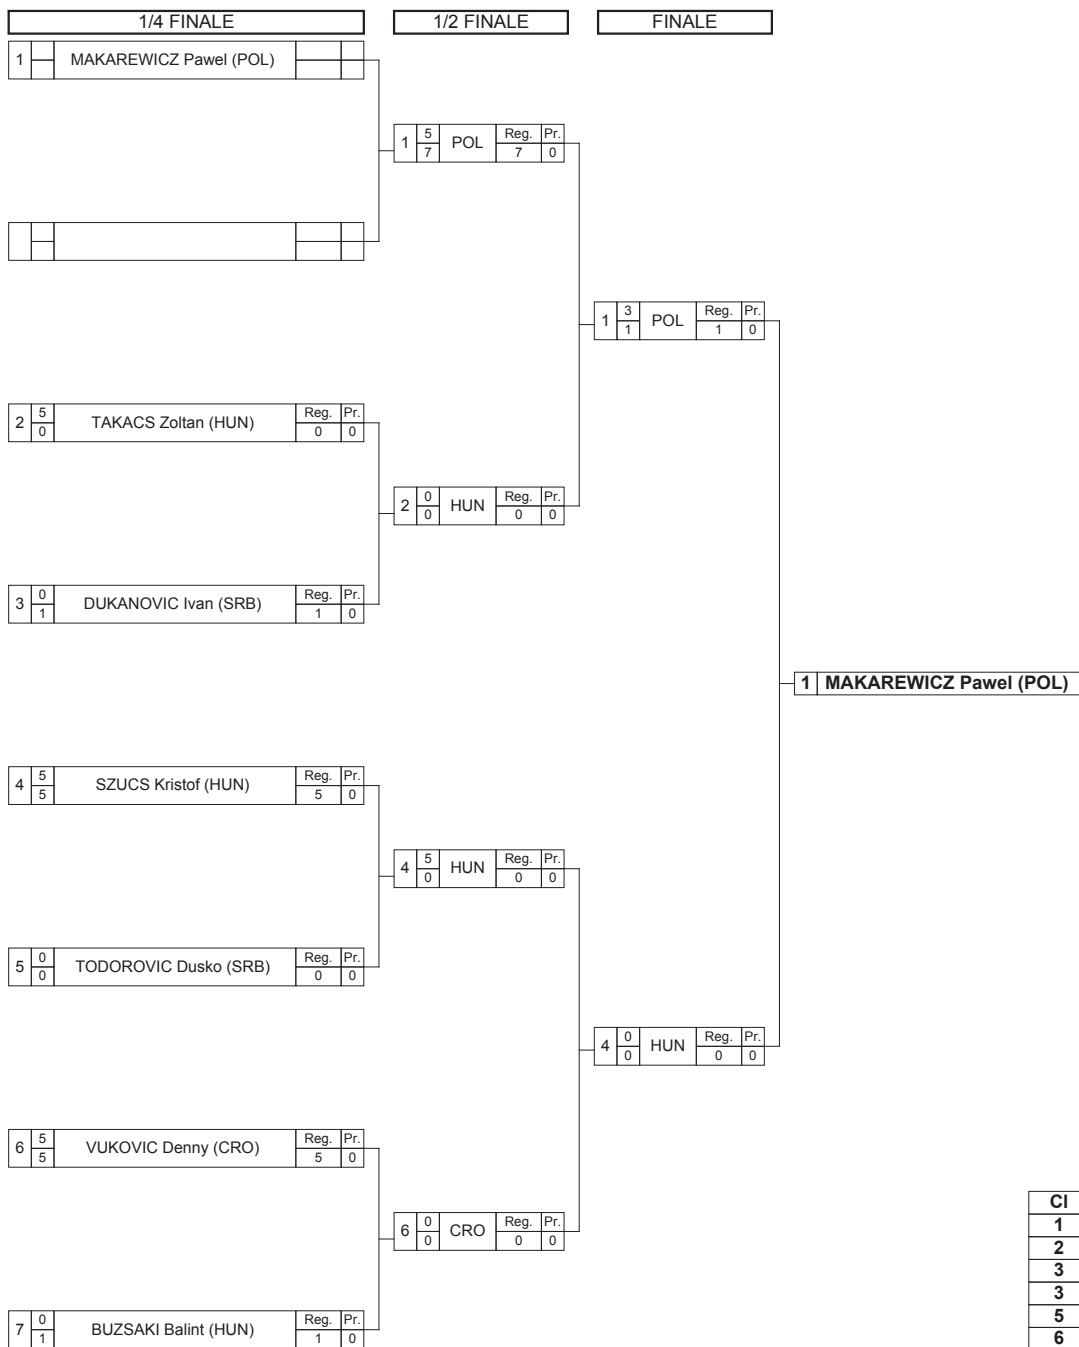 1/4 FINALE 1/2 FINALE FINALE
1 MAKAREWICZ Pawel (POL)
1 5 7 POL Reg. Pr. 7 0
1 3 1 POL Reg. Pr. 1 0
2 5 0 TAKACS Zoltan (HUN) Reg. Pr. 0 0
2 0 0 HUN Reg. Pr. 0 0
3 0 1 DUKANOVIC Ivan (SRB) Reg. Pr. 1 0
1 MAKAREWICZ Pawel (POL)
4 5 5 SZUCS Kristof (HUN) Reg. Pr. 5 0
4 5 0 HUN Reg. Pr. 0 0
5 0 0 TODOROVIC Dusko (SRB) Reg. Pr. 0 0
4 0 0 HUN Reg. Pr. 0 0
6 5 5 VUKOVIC Denny (CRO) Reg. Pr. 5 0
6 0 0 CRO Reg. Pr. 0 0
7 0 1 BUZSAKI Balint (HUN) Reg. Pr. 1 0
Cl
1
2
3
3
5
6